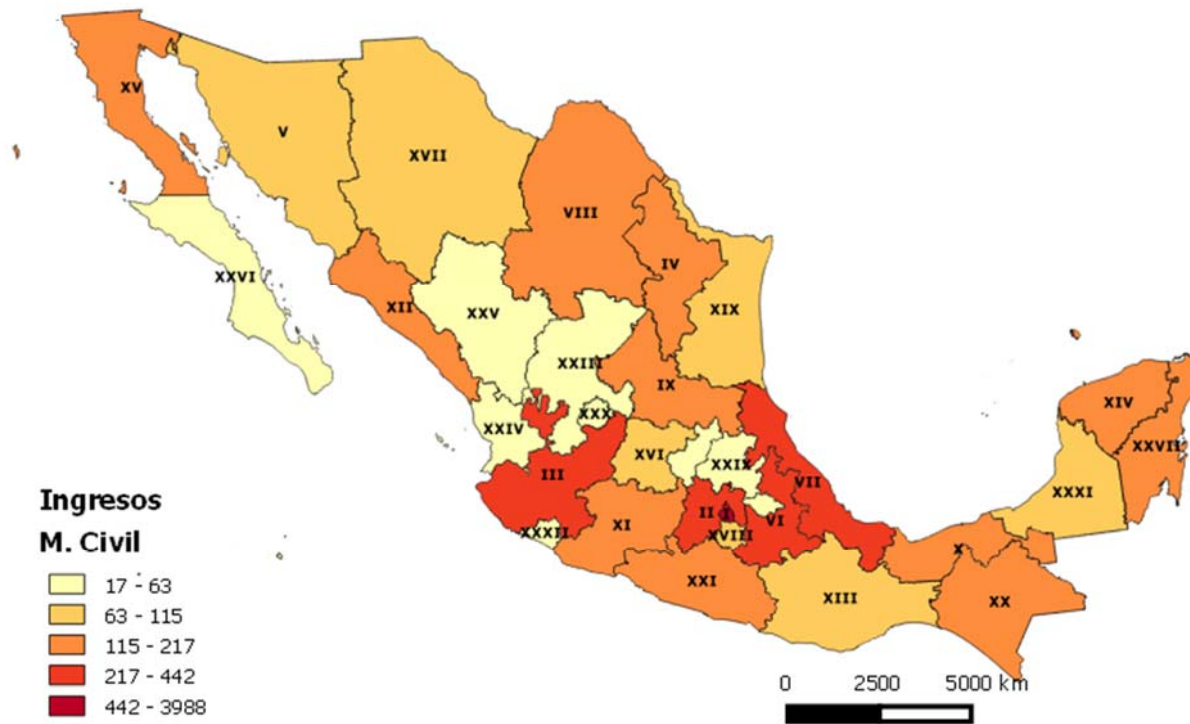 XV
V
XVII
VIII
IV
XXVI
XII
XXV
XIX
XXIII
IX
XXX
XXIV
XIV
XVI
XXIX
XXVII
III
VII
XXXI
II
I
VI
XXXII
XI
XVIII
X
XXI
XIII
XX
Ingresos
M. Civil
17 - 63
63 - 115
115 - 217
217 - 442
442 - 3988
0 2500 5000 km